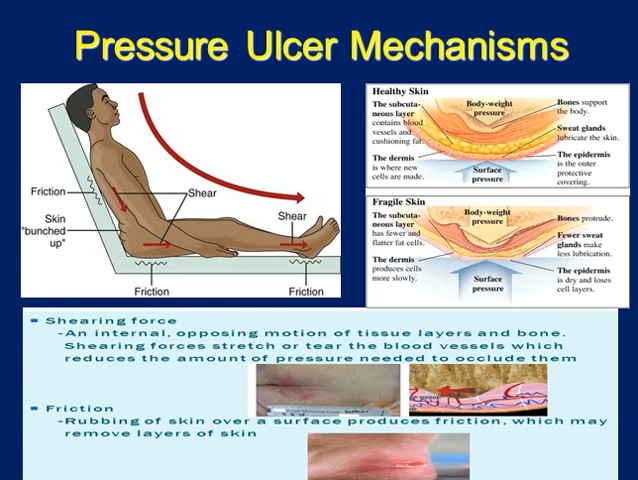 Pressure Ulcer Mechanisms
Friction
Skin
"bunched
up"
Shear
Shear
Friction
Friction
Healthy Skin
The subcuta-
neous layer
contains blood
vessels and
cushioning fat.
The dermis
is where new
cells are made.
Body-weight
pressure
Surface
pressure
Bones support
the body.
Sweat glands
lubricate the skin.
The epidermis
is the outer
protective
covering.
Fragile Skin
The subcuta-
neous layer
has fewer and
flatter fat cells.
The dermis
produces cells
more slowly.
Body-weight
pressure
Surface
pressure
Bones protrude.
Fewer sweat
glands make
less lubrication.
The epidermis
is dry and loses
cell layers.
▪ Shearing force
-An internal, opposing motion of tissue layers and bone.
Shearing forces stretch or tear the blood vessels which
reduces the amount of pressure needed to occlude them
▪ Friction
-Rubbing of skin over a surface produces friction, which may
remove layers of skin